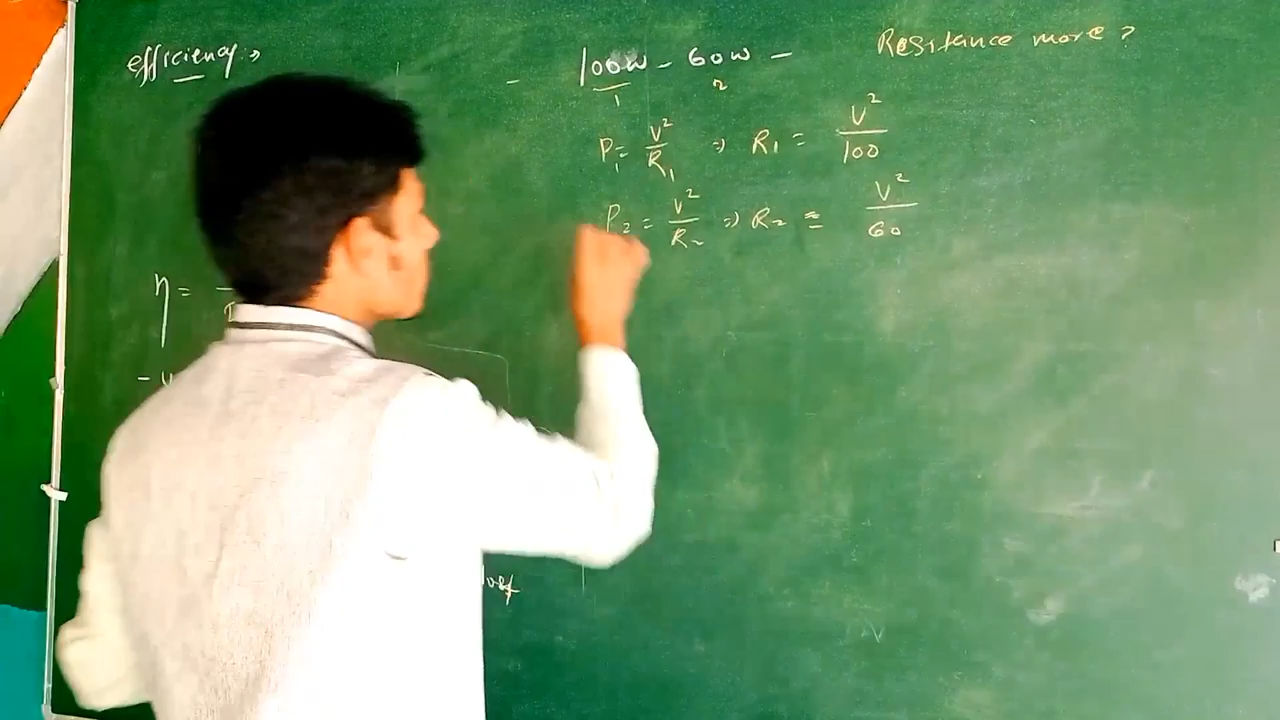 efficiency :→
100W - 60W - Resistance more ?
1 2
P₁ = V²/R₁ ⇒ R₁ = V²/100
P₂ = V²/R₂ ⇒ R₂ = V²/60
η =